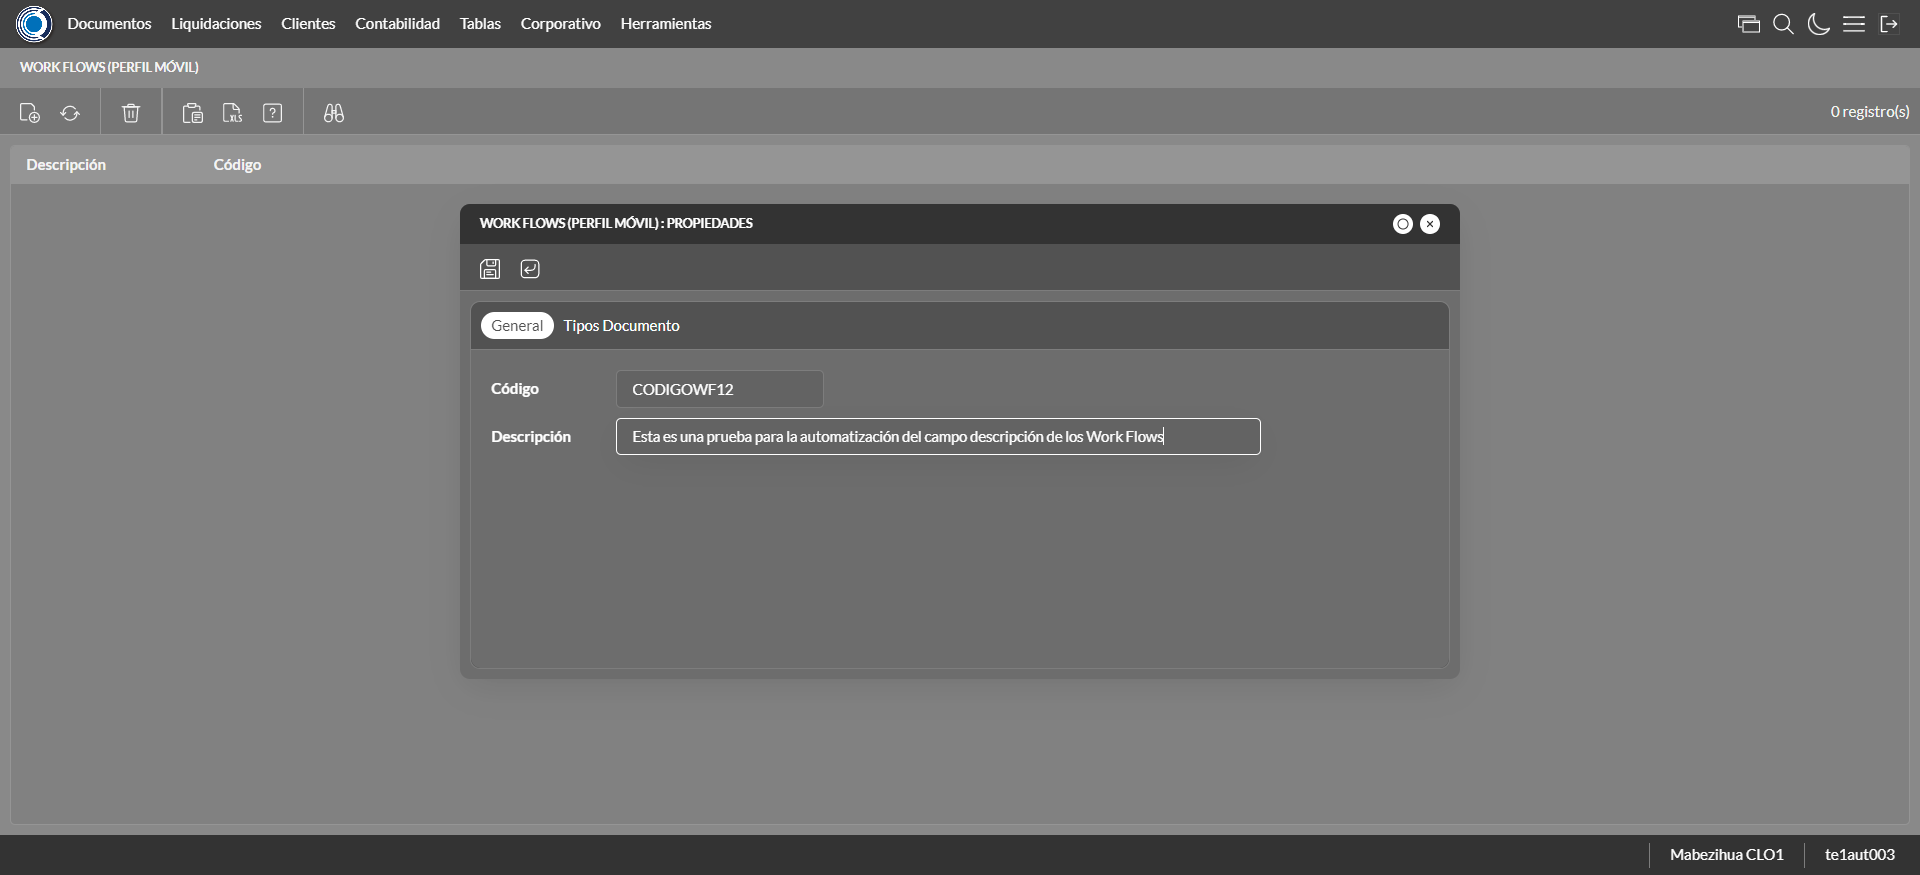 Documentos Liquidaciones Clientes Contabilidad Tablas Corporativo Herramientas
WORK FLOWS (PERFIL MÓVIL)
XLS ? 0 registro(s)
Descripción Código
WORK FLOWS (PERFIL MÓVIL) : PROPIEDADES
General Tipos Documento
Código CODIGOWF12
Descripción Esta es una prueba para la automatización del campo descripción de los Work Flows
Mabezihua CLO1 te1aut003